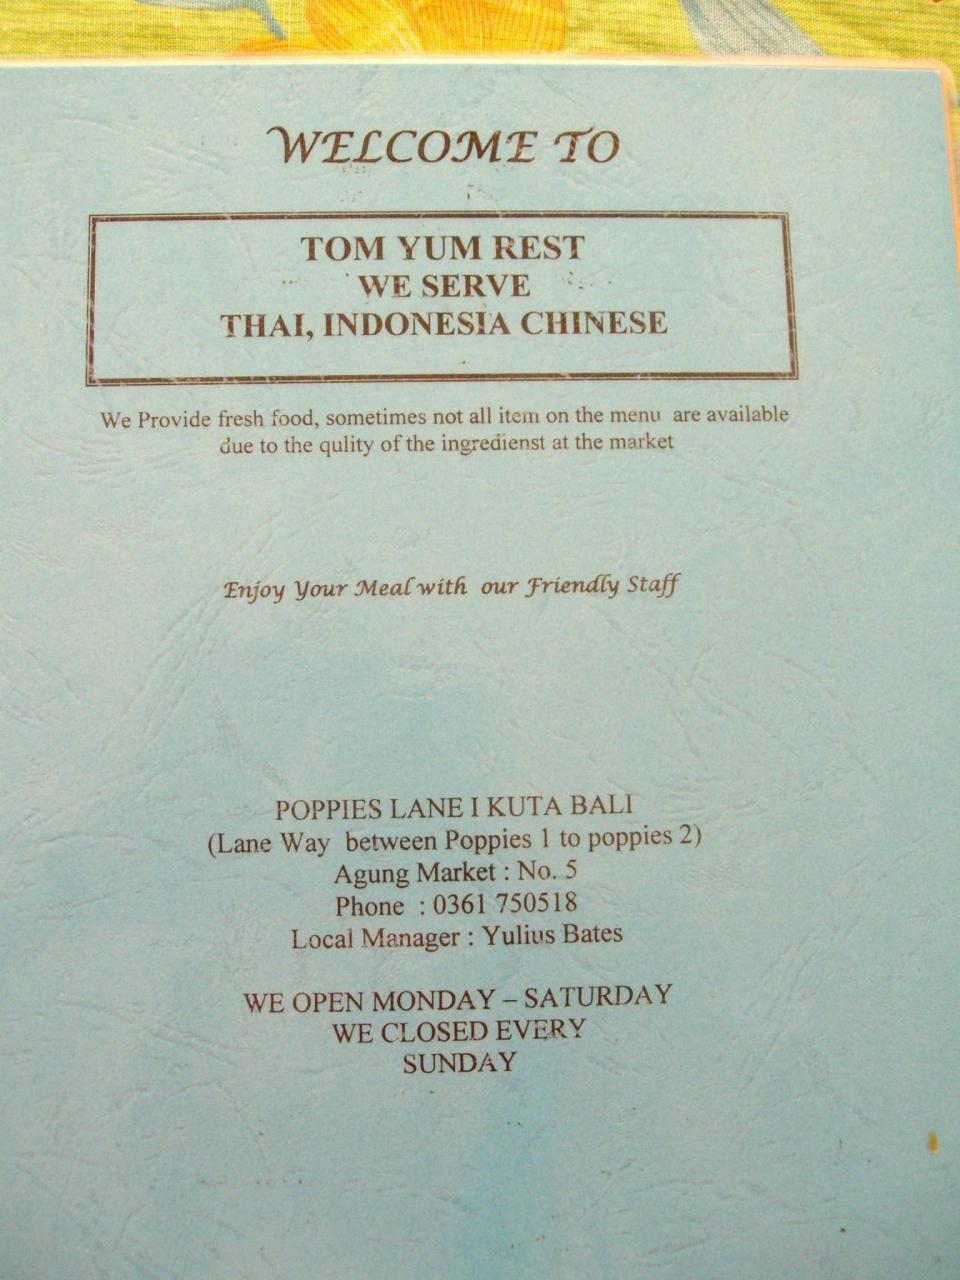 WELCOME TO
TOM YUM REST
WE SERVE
THAI, INDONESIA CHINESE
We Provide fresh food, sometimes not all item on the menu are available
due to the qulity of the ingredienst at the market
Enjoy Your Meal with our Friendly Staff
POPPIES LANE I KUTA BALI
(Lane Way between Poppies 1 to poppies 2)
Agung Market : No. 5
Phone : 0361 750518
Local Manager : Yulius Bates
WE OPEN MONDAY – SATURDAY
WE CLOSED EVERY
SUNDAY